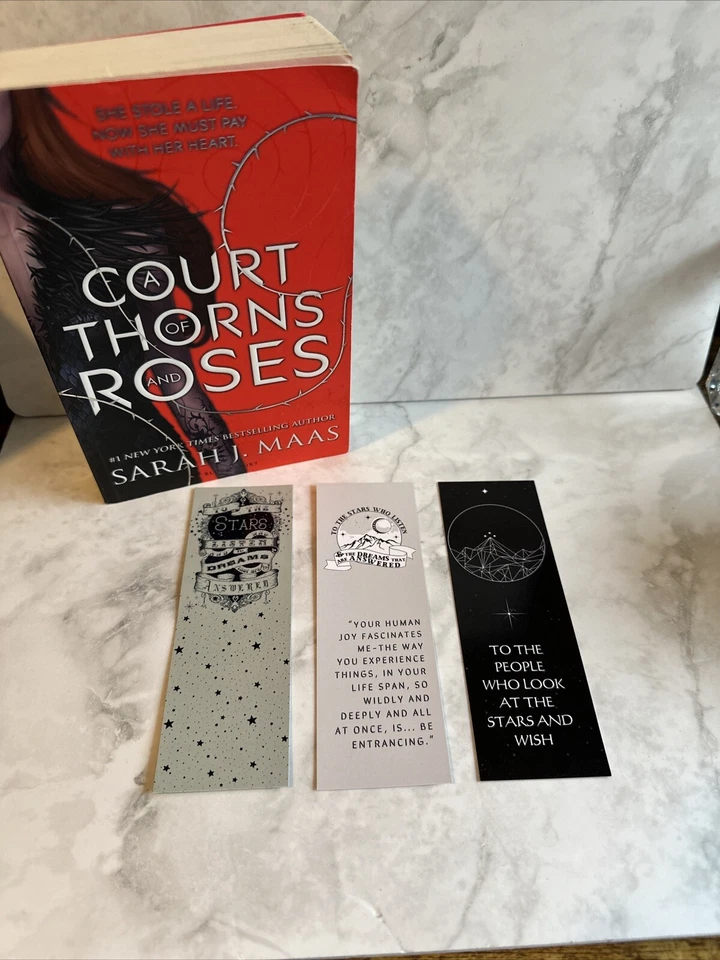 SHE STOLE A LIFE.
NOW SHE MUST PAY
WITH HER HEART.
A COURT
THORNS OF
ROSES AND
#1 NEW YORK TIMES BESTSELLING AUTHOR
SARAH J. MAAS
TO THE
STARS
LISTEN
DREAMS
ANSWERED
TO THE STARS WHO LISTEN
& THE DREAMS THAT
ARE ANSWERED
"YOUR HUMAN
JOY FASCINATES
ME-THE WAY
YOU EXPERIENCE
THINGS, IN YOUR
LIFE SPAN, SO
WILDLY AND
DEEPLY AND ALL
AT ONCE, IS... BE
ENTRANCING."
TO THE
PEOPLE
WHO LOOK
AT THE
STARS AND
WISH